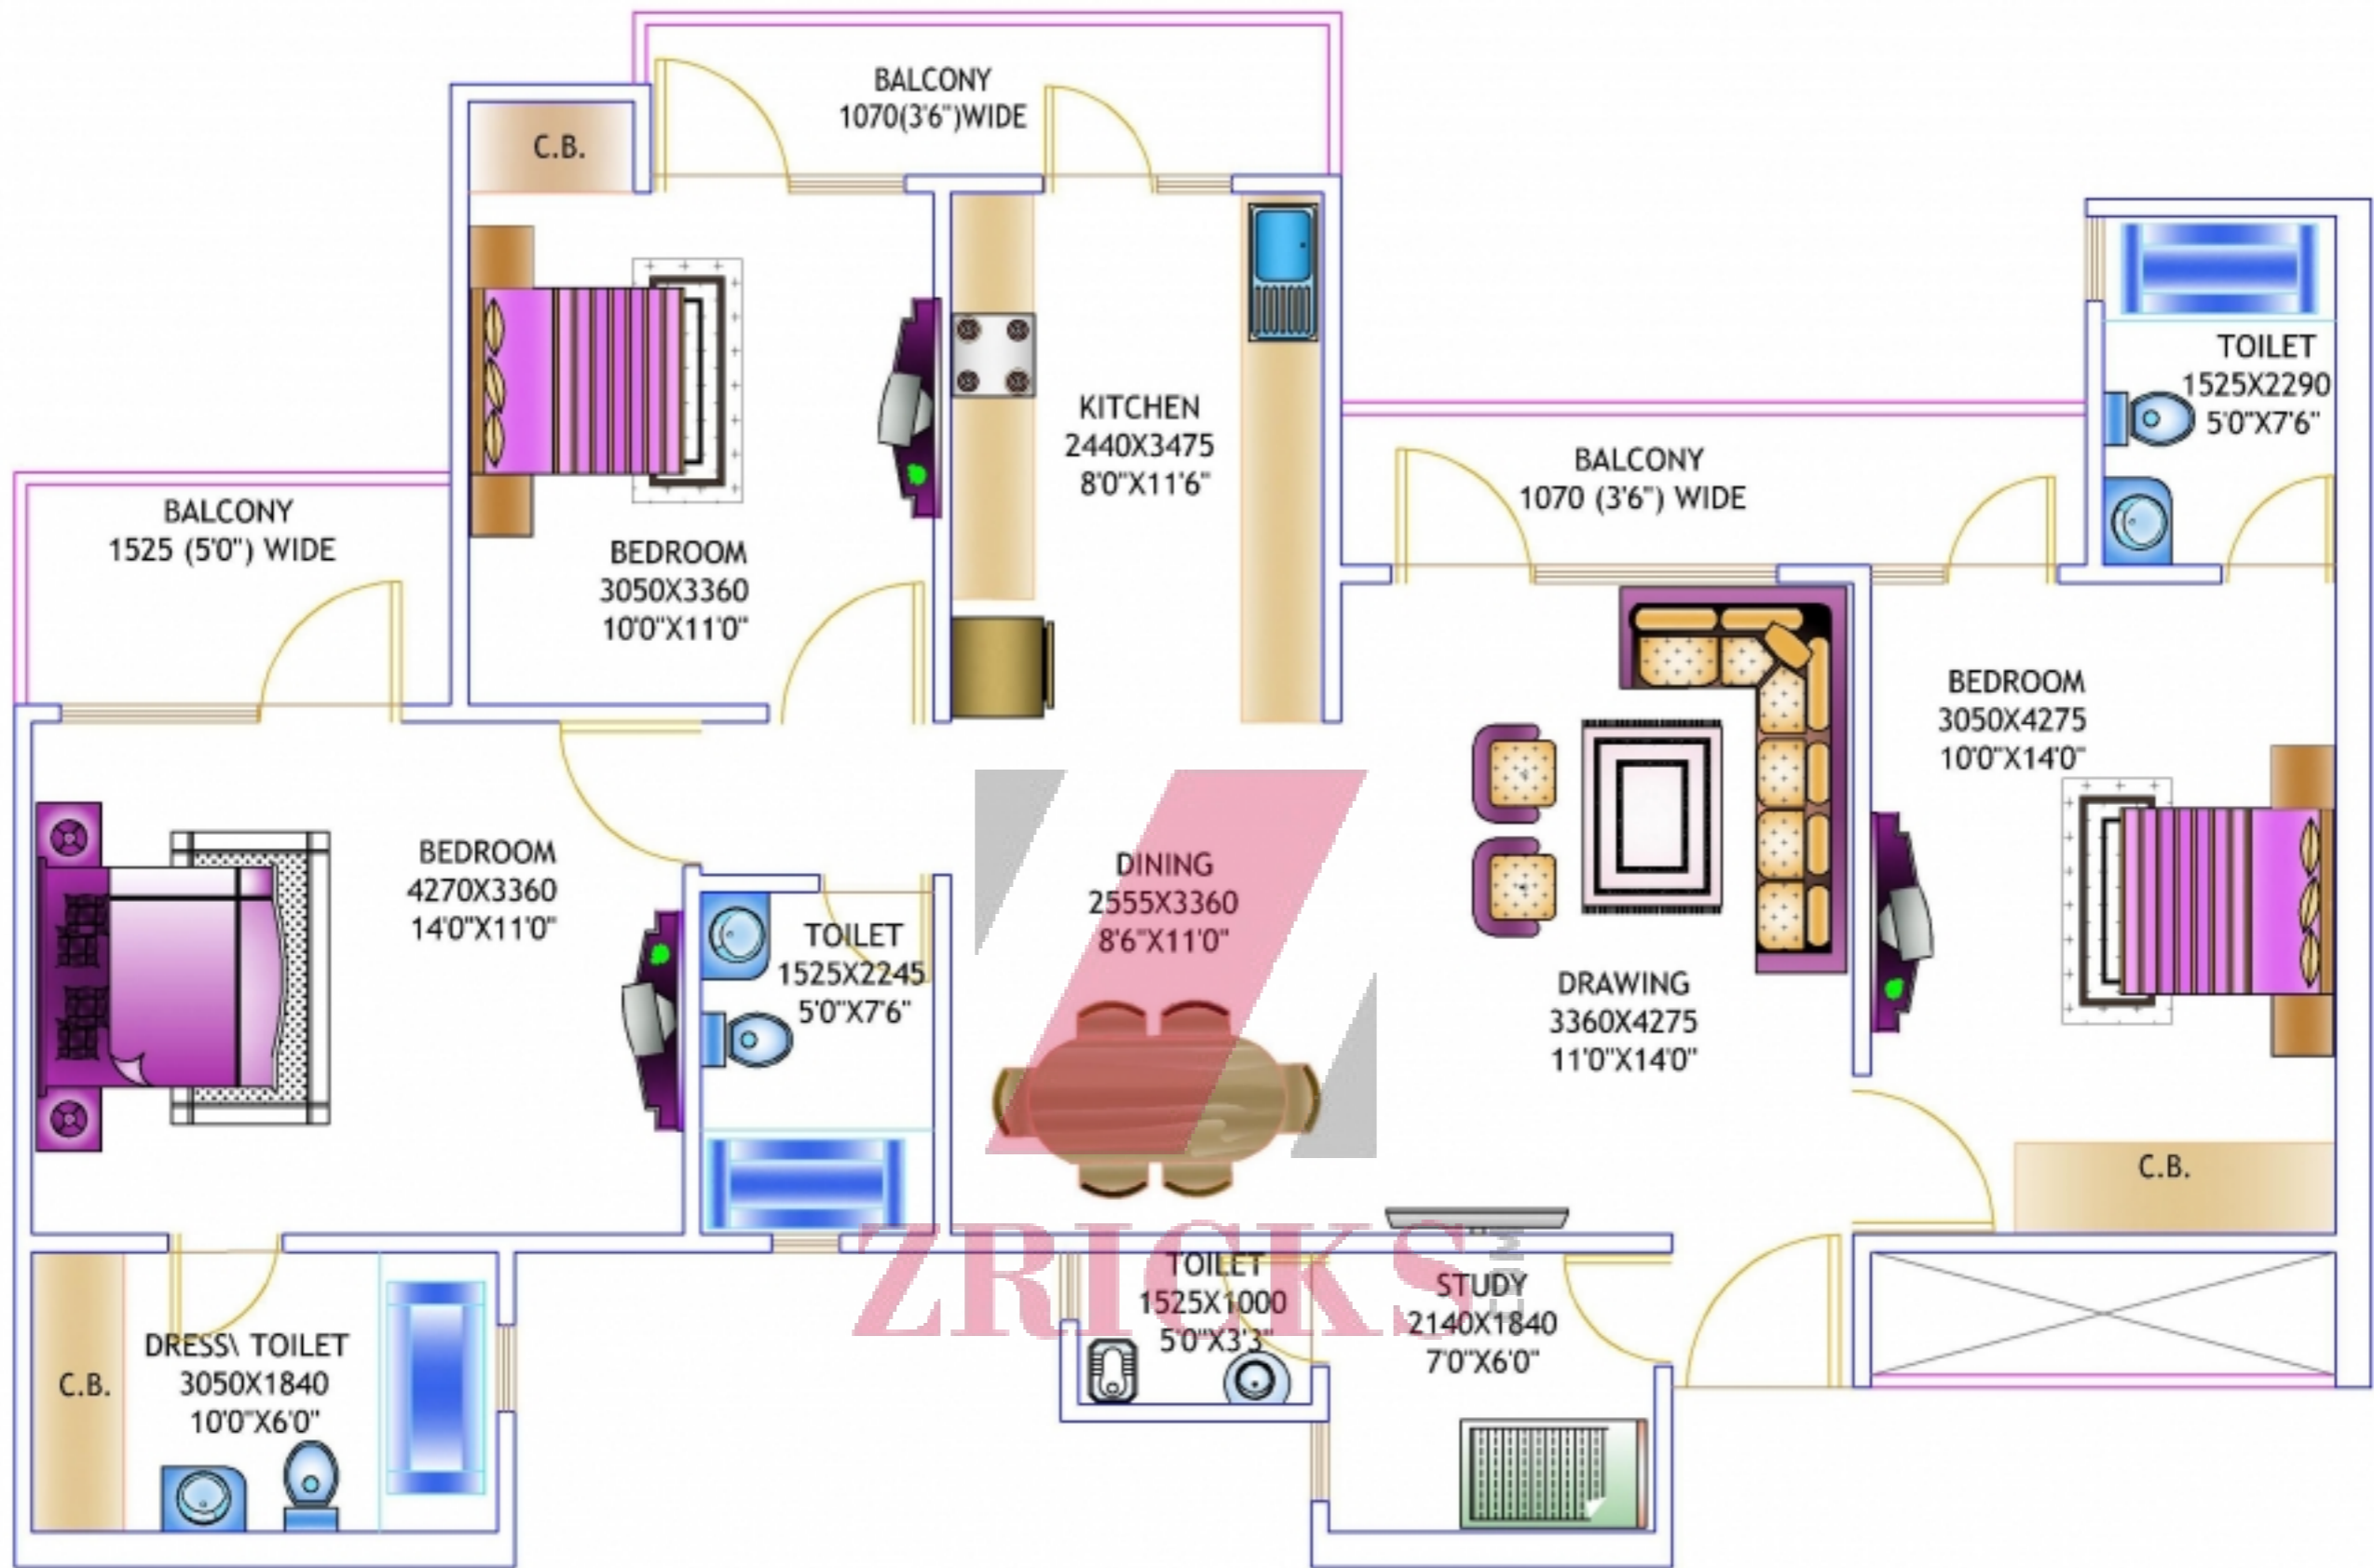 BALCONY
1070(3'6")WIDE
C.B.
TOILET
1525X2290
5'0"X7'6"
KITCHEN
2440X3475
8'0"X11'6"
BALCONY
1070 (3'6") WIDE
BALCONY
1525 (5'0") WIDE
BEDROOM
3050X3360
10'0"X11'0"
BEDROOM
3050X4275
10'0"X14'0"
BEDROOM
4270X3360
14'0"X11'0"
DINING
2555X3360
8'6"X11'0"
TOILET
1525X2245
5'0"X7'6"
DRAWING
3360X4275
11'0"X14'0"
C.B.
ZRICKS
TOILET
1525X1000
5'0"X3'3"
STUDY
2140X1840
7'0"X6'0"
DRESS\ TOILET
3050X1840
10'0"X6'0"
C.B.